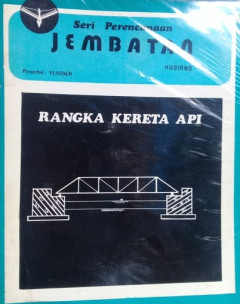 Seri Perencanaan
JEMBATAN
Penerbit: YUSTADI
HUDIONO
RANGKA KERETA API